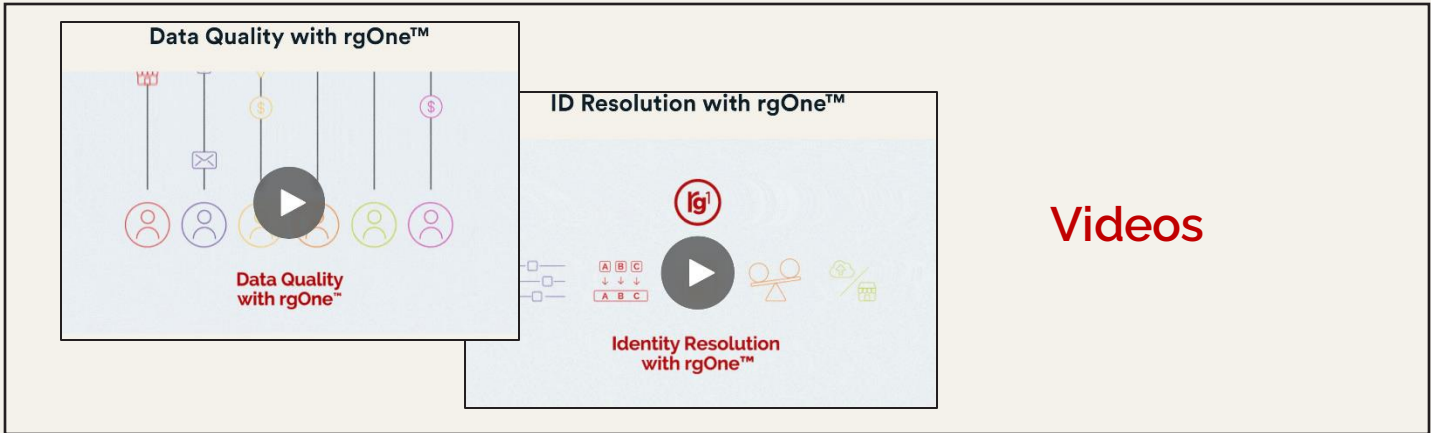 Data Quality with rgOne™
$
$
Data Quality
with rgOne™
ID Resolution with rgOne™
rg1
A B C
A B C
Identity Resolution
with rgOne™
Videos